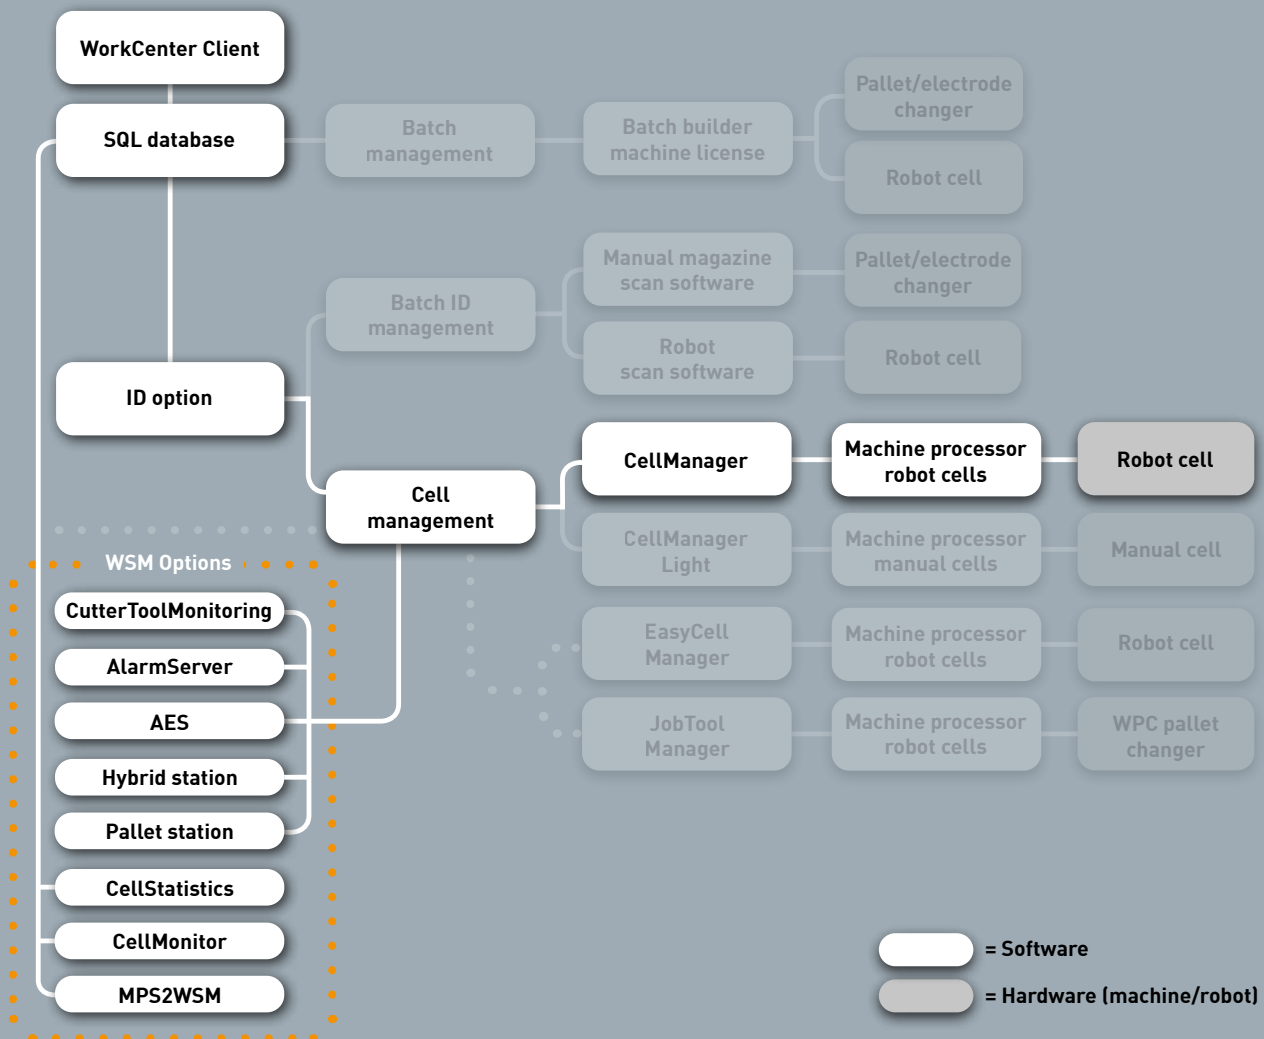 WorkCenter Client
SQL database
Batch
management
Batch builder
machine license
Pallet/electrode
changer
Robot cell
Batch ID
management
Manual magazine
scan software
Pallet/electrode
changer
Robot
scan software
Robot cell
ID option
Cell
management
CellManager
Machine processor
robot cells
Robot cell
CellManager
Light
Machine processor
manual cells
Manual cell
EasyCell
Manager
Machine processor
robot cells
Robot cell
JobTool
Manager
Machine processor
robot cells
WPC pallet
changer
WSM Options
CutterToolMonitoring
AlarmServer
AES
Hybrid station
Pallet station
CellStatistics
CellMonitor
MPS2WSM
= Software
= Hardware (machine/robot)